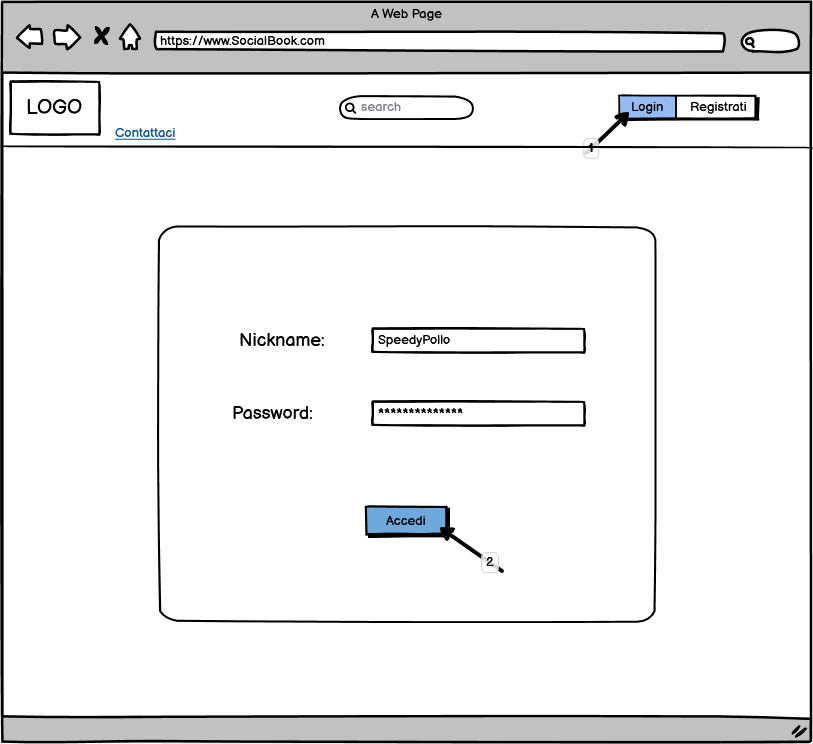 A Web Page
https://www.SocialBook.com
LOGO
Contattaci
search
Login
Registrati
1
Nickname:
SpeedyPollo
Password:
**************
Accedi
2